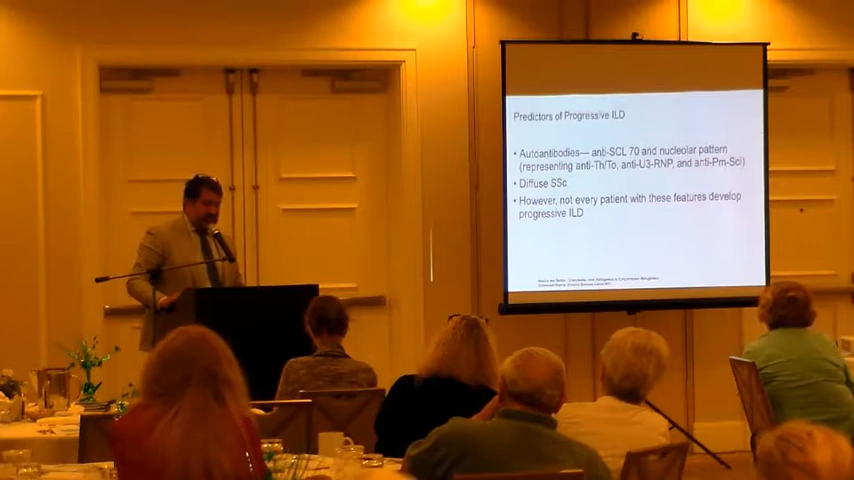 Predictors of Progressive ILD
• Autoantibodies— anti-SCL 70 and nucleolar pattern
(representing anti-Th/To, anti-U3-RNP, and anti-Pm-Scl)
• Diffuse SSc
• However, not every patient with these features develop
progressive ILD